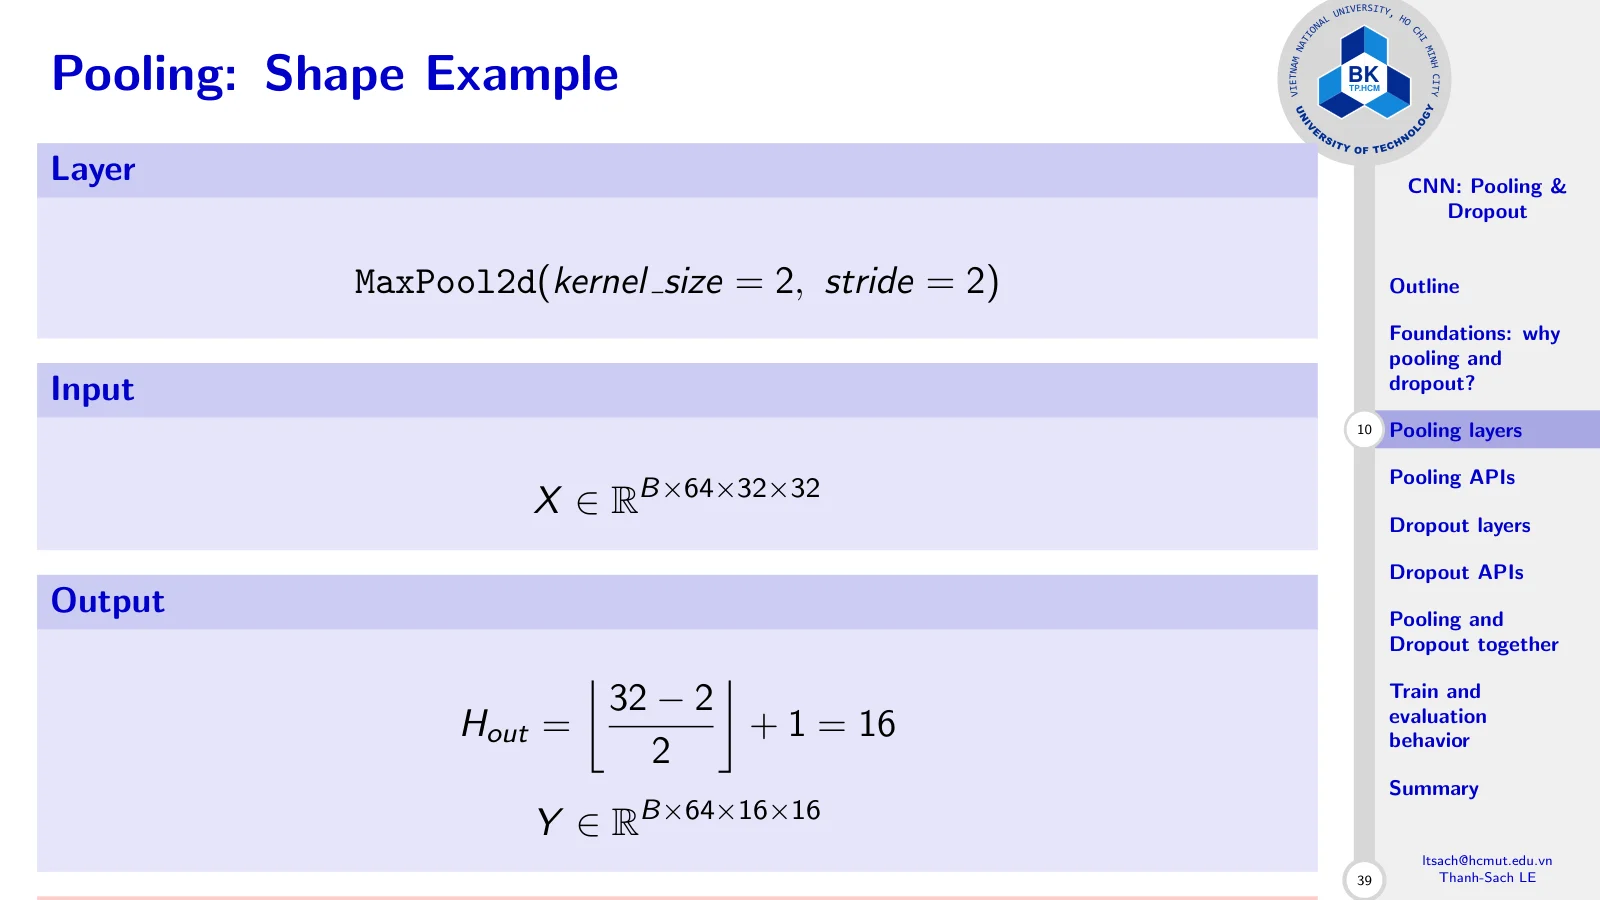 Pooling: Shape Example
Layer
MaxPool2d(kernel_size = 2, stride = 2)
Input
X ∈ ℝ^{B×64×32×32}
Output
H_{out} = ⌊(32 − 2)/2⌋ + 1 = 16
Y ∈ ℝ^{B×64×16×16}
VIETNAM NATIONAL UNIVERSITY, HO CHI MINH CITY
BK
TP.HCM
UNIVERSITY OF TECHNOLOGY
CNN: Pooling &
Dropout
Outline
Foundations: why
pooling and
dropout?
10
Pooling layers
Pooling APIs
Dropout layers
Dropout APIs
Pooling and
Dropout together
Train and
evaluation
behavior
Summary
ltsach@hcmut.edu.vn
Thanh-Sach LE
39